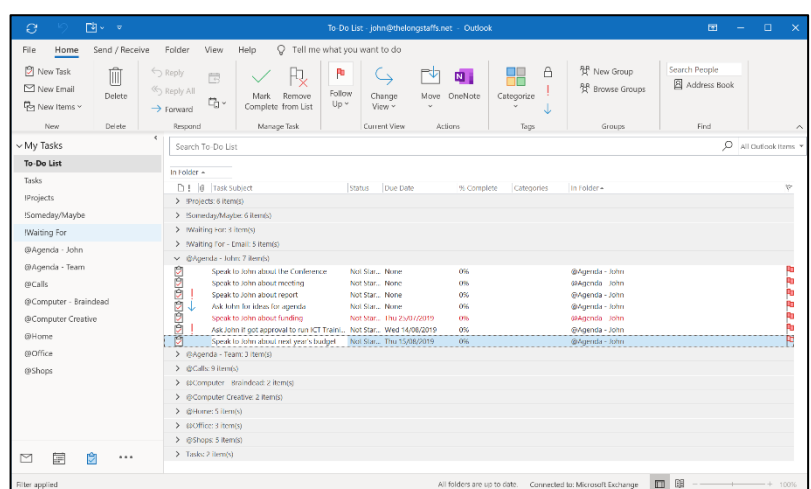 To-Do List - john@thelongstaffs.net - Outlook
File Home Send / Receive Folder View Help Tell me what you want to do
New Task
New Email
New Items
Delete
Reply
Reply All
Forward
Mark Complete
Remove from List
Follow Up
Change View
Move
OneNote
Categorize
New Group
Browse Groups
Search People
Address Book
New Delete Respond Manage Task Current View Actions Tags Groups Find
My Tasks
To-Do List
Tasks
!Projects
!Someday/Maybe
!Waiting For
@Agenda - John
@Agenda - Team
@Calls
@Computer - Braindead
@Computer Creative
@Home
@Office
@Shops
Search To-Do List All Outlook Items
In Folder
! Task Subject Status Due Date % Complete Categories In Folder
!Projects: 6 item(s)
!Someday/Maybe: 6 item(s)
!Waiting For: 3 item(s)
!Waiting For - Email: 5 item(s)
@Agenda - John: 7 item(s)
Speak to John about the Conference Not Star... None 0% @Agenda - John
Speak to John about meeting Not Star... None 0% @Agenda - John
! Speak to John about report Not Star... None 0% @Agenda - John
Ask John for ideas for agenda Not Star... None 0% @Agenda - John
Speak to John about funding Not Star... Thu 25/07/2019 0% @Agenda - John
! Ask John if got approval to run ICT Traini... Not Star... Wed 14/08/2019 0% @Agenda - John
Speak to John about next year's budget Not Star... Thu 15/08/2019 0% @Agenda - John
@Agenda - Team: 3 item(s)
@Calls: 9 item(s)
@Computer - Braindead: 2 item(s)
@Computer Creative: 2 item(s)
@Home: 5 item(s)
@Office: 3 item(s)
@Shops: 5 item(s)
Tasks: 2 item(s)
Filter applied All folders are up to date. Connected to: Microsoft Exchange 100%